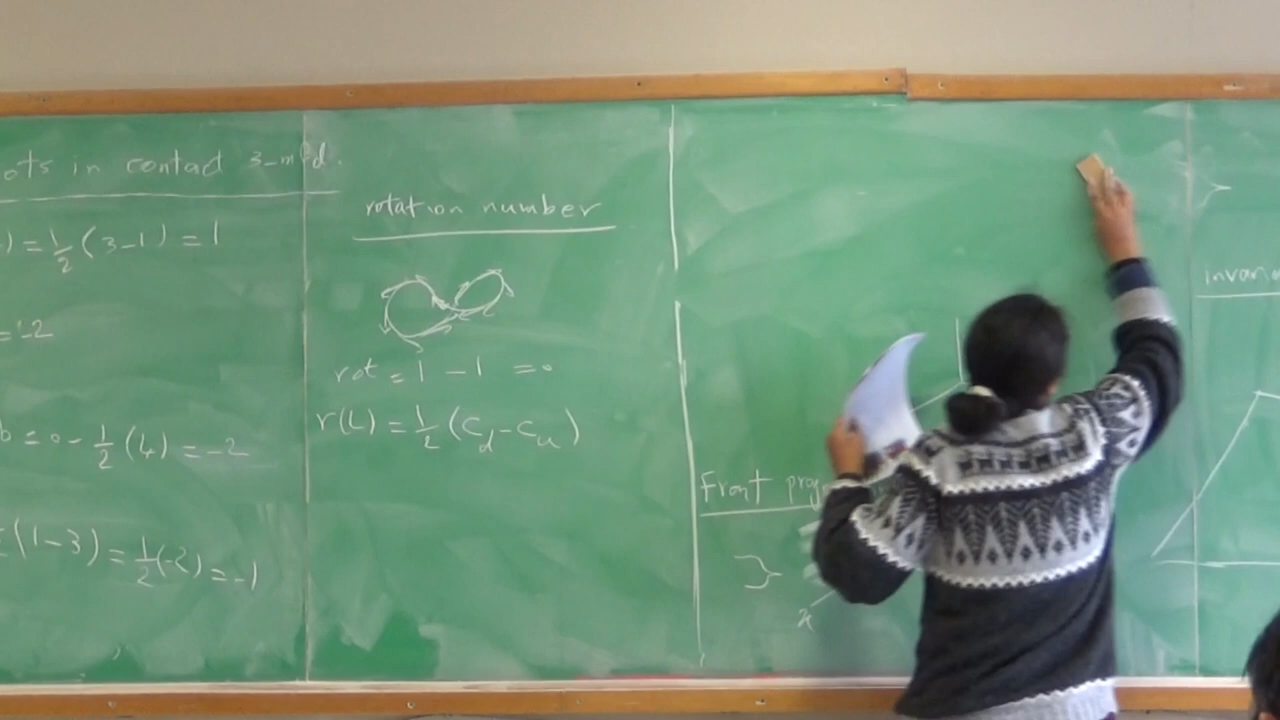 ots in contact 3-mfd.
) = 1/2 (3-1) = 1
= -2
b = 0 - 1/2 (4) = -2
(1-3) = 1/2 (-2) = -1
rotation number
rot = 1 - 1 = 0
r(L) = 1/2 (C_d - C_u)
Front proj
x
invaria